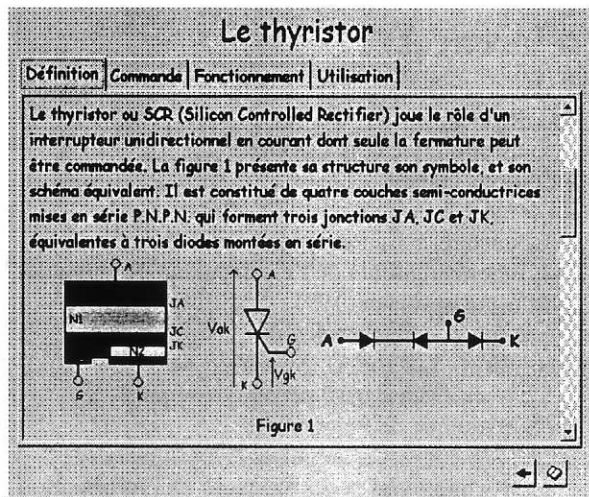 Le thyristor
Définition Commande Fonctionnement Utilisation
Le thyristor ou SCR (Silicon Controlled Rectifier) joue le rôle d'un
interrupteur unidirectionnel en courant dont seule la fermeture peut
être commandée. La figure 1 présente sa structure son symbole, et son
schéma équivalent. Il est constitué de quatre couches semi-conductrices
mises en série P.N.P.N. qui forment trois jonctions JA, JC et JK,
équivalentes à trois diodes montées en série.
A
JA
N1
JC
JK
N2
G
K
A
Vak
G
K
Vgk
G
A
K
Figure 1